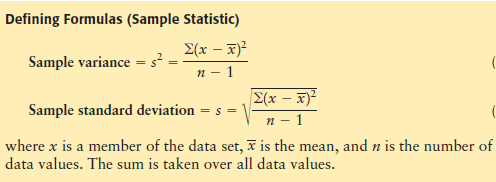 Defining Formulas (Sample Statistic)
Sample variance = s² = Σ(x − x̄)² / n − 1
Sample standard deviation = s = √(Σ(x − x̄)² / n − 1)
where x is a member of the data set, x̄ is the mean, and n is the number of
data values. The sum is taken over all data values.